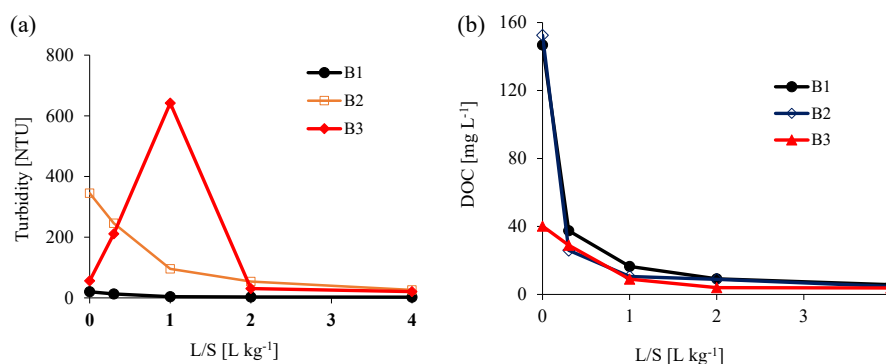 (a)
800
600
400
200
0
Turbidity [NTU]
B1
B2
B3
0 1 2 3 4
L/S [L kg⁻¹]
(b)
160
120
80
40
0
DOC [mg L⁻¹]
B1
B2
B3
0 1 2 3
L/S [L kg⁻¹]